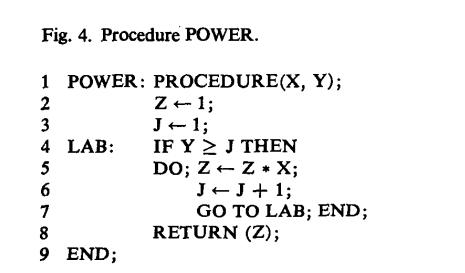 Fig. 4. Procedure POWER.
1 POWER: PROCEDURE(X, Y);
2 Z ← 1;
3 J ← 1;
4 LAB: IF Y ≥ J THEN
5 DO; Z ← Z * X;
6 J ← J + 1;
7 GO TO LAB; END;
8 RETURN (Z);
9 END;